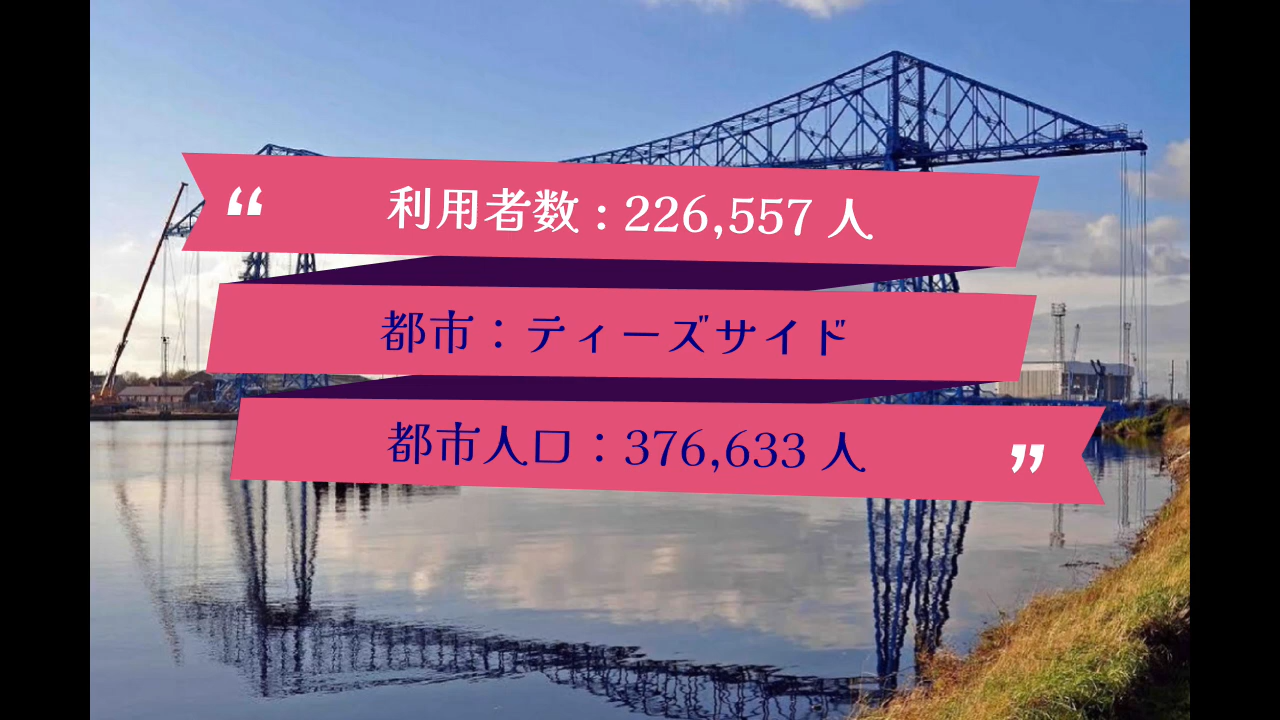 “
利用者数 : 226,557 人
都市：ティーズサイド
都市人口：376,633 人
”